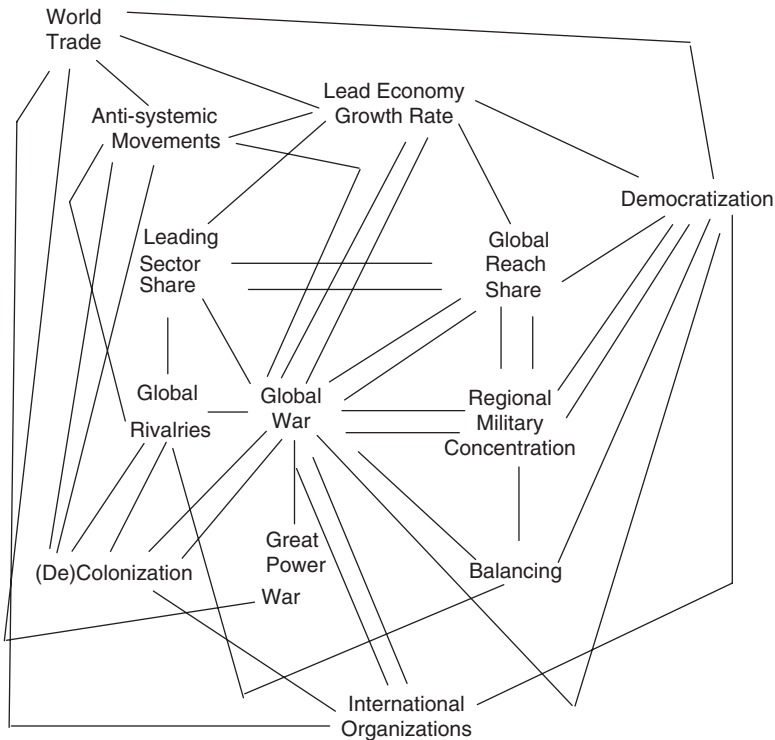 World
Trade
Lead Economy
Growth Rate
Anti-systemic
Movements
Democratization
Leading
Sector
Share
Global
Reach
Share
Global
Rivalries
Global
War
Regional
Military
Concentration
Great
Power
War
(De)Colonization
Balancing
International
Organizations